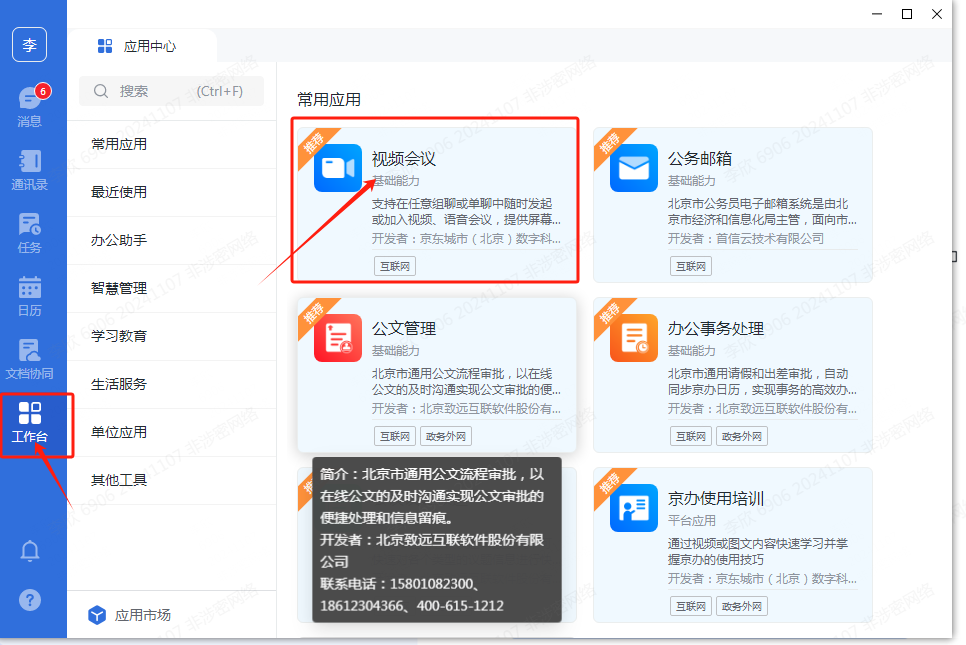 李
6
消息
通讯录
任务
日历
文档协同
工作台
应用中心
搜索 (Ctrl+F)
常用应用
最近使用
办公助手
智慧管理
学习教育
生活服务
单位应用
其他工具
应用市场
常用应用
推荐
视频会议
基础能力
支持在任意组聊或单聊中随时发起
或加入视频、语音会议，提供屏幕...
开发者：京东城市（北京）数字科...
互联网
推荐
公务邮箱
基础能力
北京市公务员电子邮箱系统是由北
京市经济和信息化局主管，面向市...
开发者：首信云技术有限公司
互联网
推荐
公文管理
基础能力
北京市通用公文流程审批，以在线
公文的及时沟通实现公文审批的便...
开发者：北京致远互联软件股份有...
互联网 政务外网
推荐
办公事务处理
基础能力
北京市通用请假和出差审批，自动
同步京办日历，实现事务的高效办...
开发者：北京致远互联软件股份有...
互联网 政务外网
简介：北京市通用公文流程审批，以
在线公文的及时沟通实现公文审批的
便捷处理和信息留痕。
开发者：北京致远互联软件股份有限
公司
联系电话：15801082300、
18612304366、400-615-1212
推荐
京办使用培训
平台应用
通过视频或图文内容快速学习并掌
握京办的使用技巧
开发者：京东城市（北京）数字科...
互联网 政务外网
李欣 6906 20241107 非涉密网络